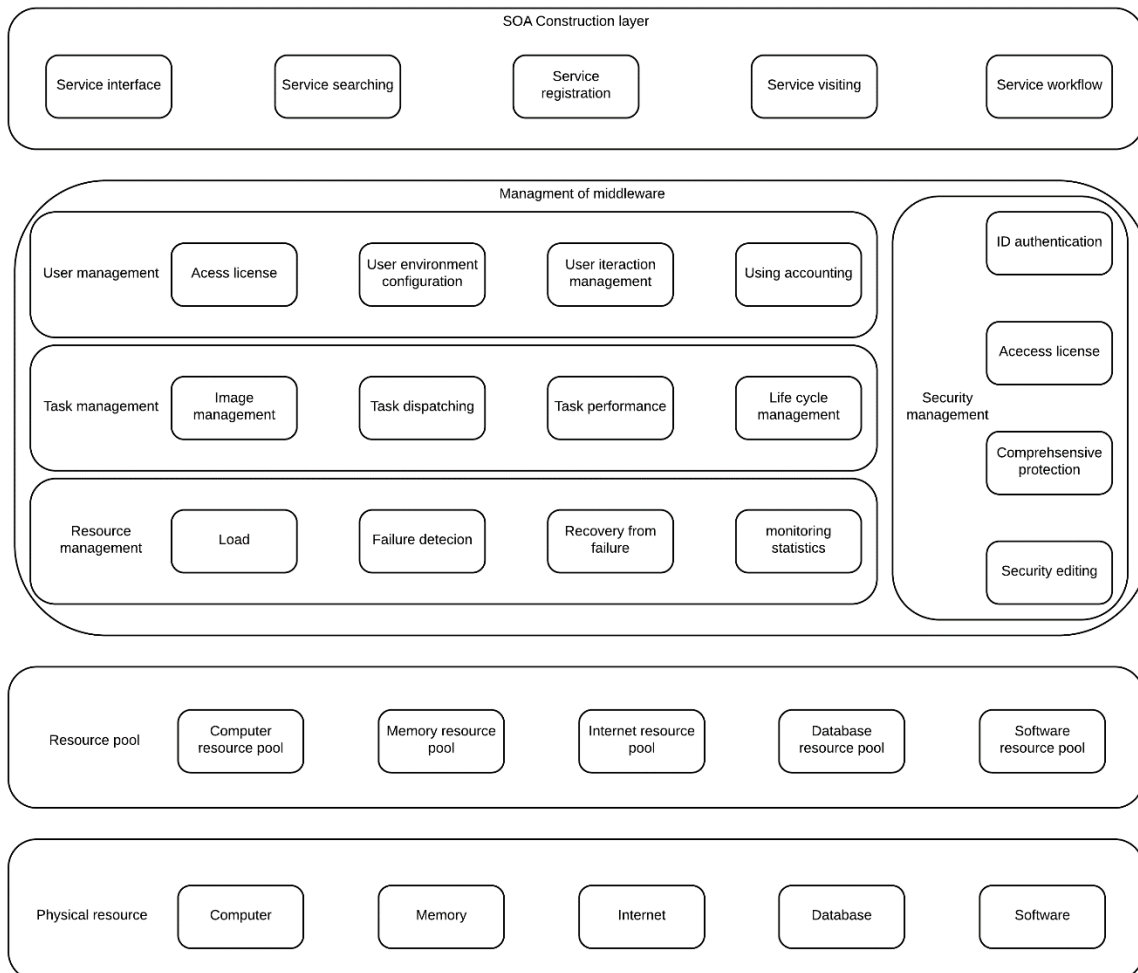 SOA Construction layer
Service interface
Service searching
Service
registration
Service visiting
Service workflow
Managment of middleware
User management
Acess license
User environment
configuration
User iteraction
management
Using accounting
Task management
Image
management
Task dispatching
Task performance
Life cycle
management
Resource
management
Load
Failure detecion
Recovery from
failure
monitoring
statistics
Security
management
ID authentication
Acecess license
Comprehsensive
protection
Security editing
Resource pool
Computer
resource pool
Memory resource
pool
Internet resource
pool
Database
resource pool
Software
resource pool
Physical resource
Computer
Memory
Internet
Database
Software